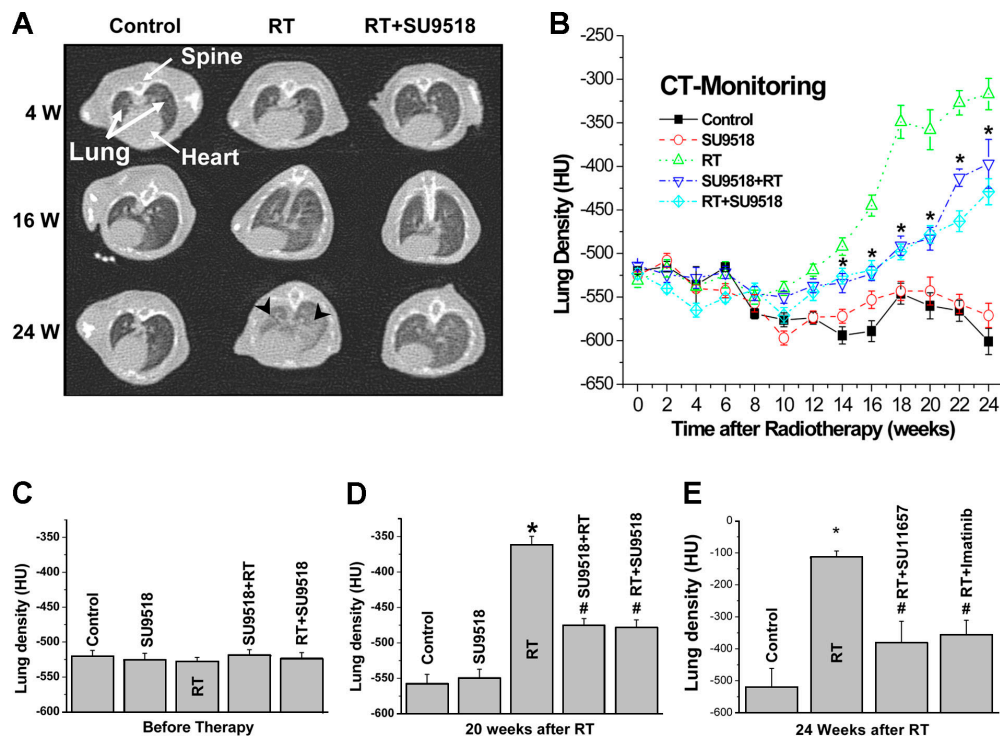 A
Control RT RT+SU9518
4 W
Spine
Lung
Heart
16 W
24 W
B
CT-Monitoring
Control
SU9518
RT
SU9518+RT
RT+SU9518
Lung Density (HU)
-250
-300
-350
-400
-450
-500
-550
-600
-650
* * * * * *
0 2 4 6 8 10 12 14 16 18 20 22 24
Time after Radiotherapy (weeks)
C
Lung density (HU)
-350
-400
-450
-500
-550
-600
Control
SU9518
RT
SU9518+RT
RT+SU9518
Before Therapy
D
Lung density (HU)
-350
-400
-450
-500
-550
-600
Control
SU9518
*
RT
# SU9518+RT
# RT+SU9518
20 weeks after RT
E
Lung density (HU)
0
-100
-200
-300
-400
-500
-600
Control
*
RT
# RT+SU11657
# RT+Imatinib
24 Weeks after RT